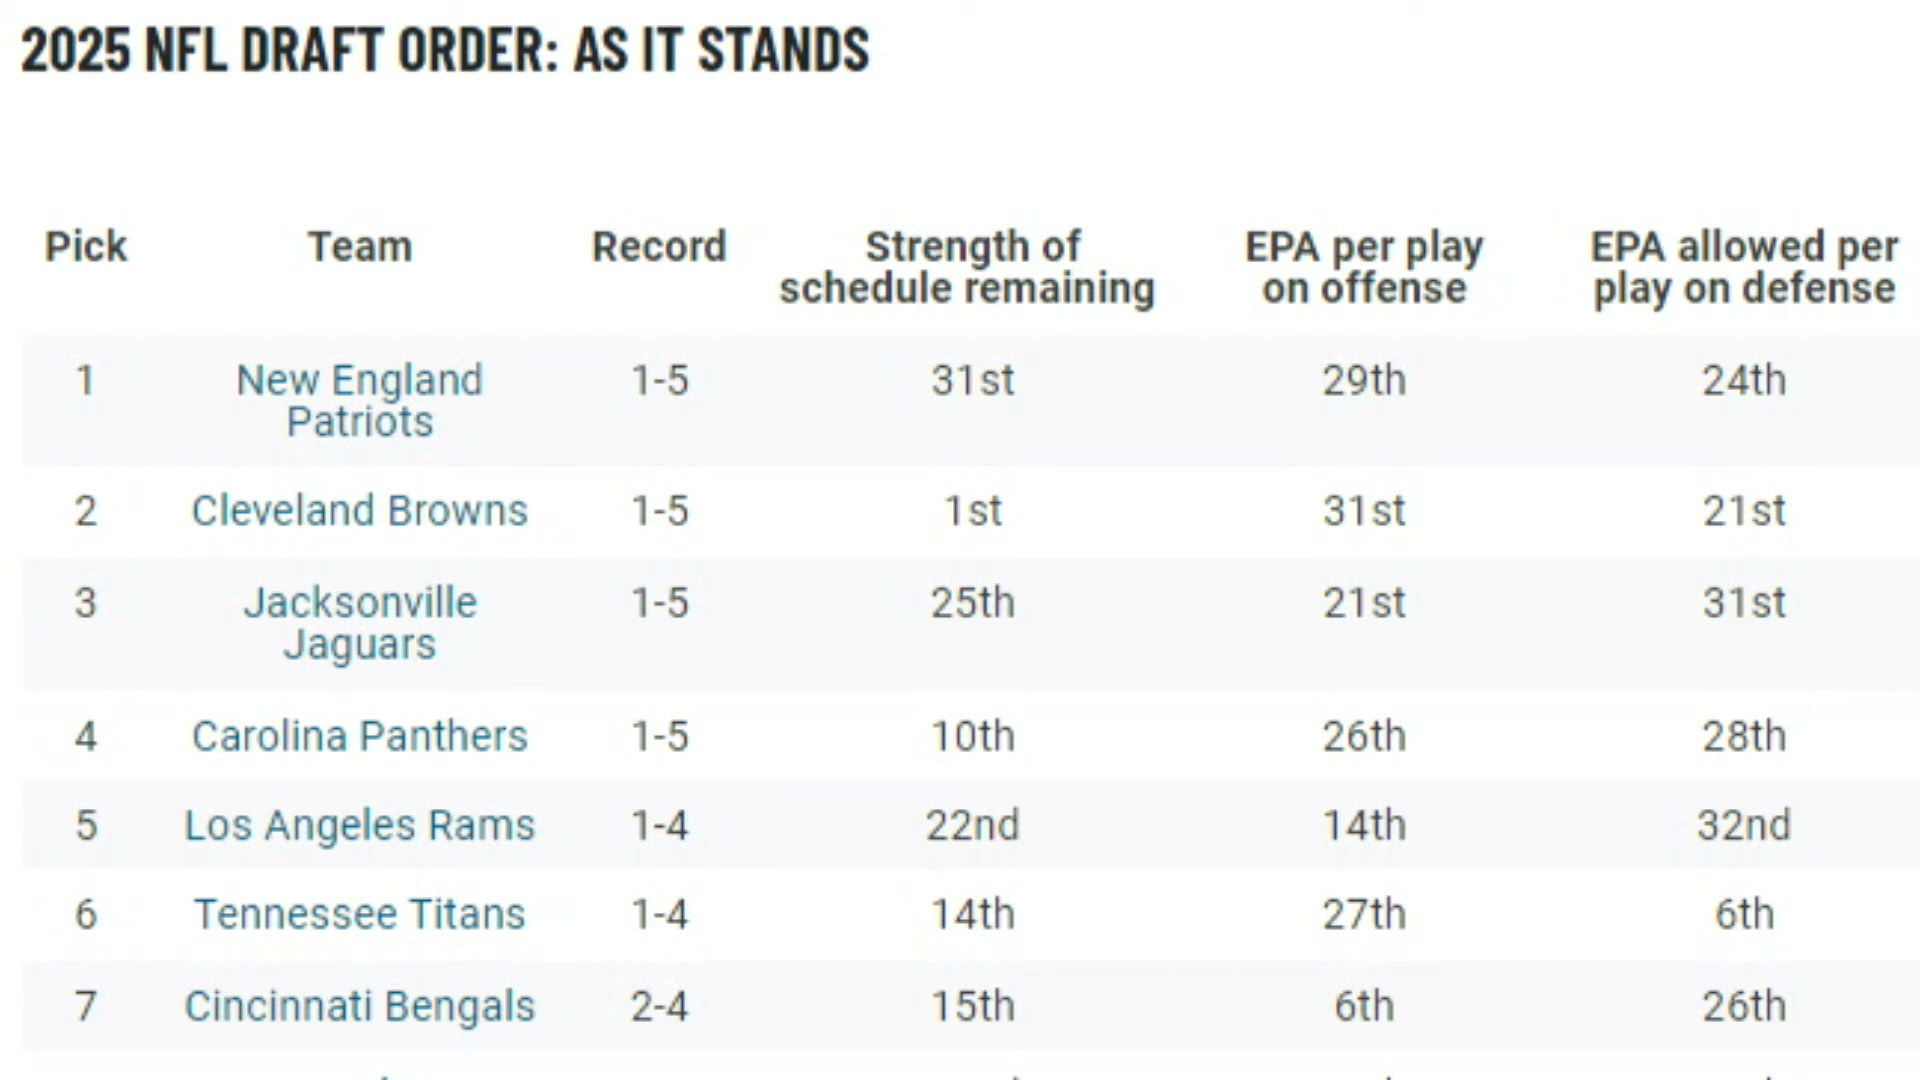 2025 NFL DRAFT ORDER: AS IT STANDS
Pick Team Record Strength of schedule remaining EPA per play on offense EPA allowed per play on defense
1 New England Patriots 1-5 31st 29th 24th
2 Cleveland Browns 1-5 1st 31st 21st
3 Jacksonville Jaguars 1-5 25th 21st 31st
4 Carolina Panthers 1-5 10th 26th 28th
5 Los Angeles Rams 1-4 22nd 14th 32nd
6 Tennessee Titans 1-4 14th 27th 6th
7 Cincinnati Bengals 2-4 15th 6th 26th